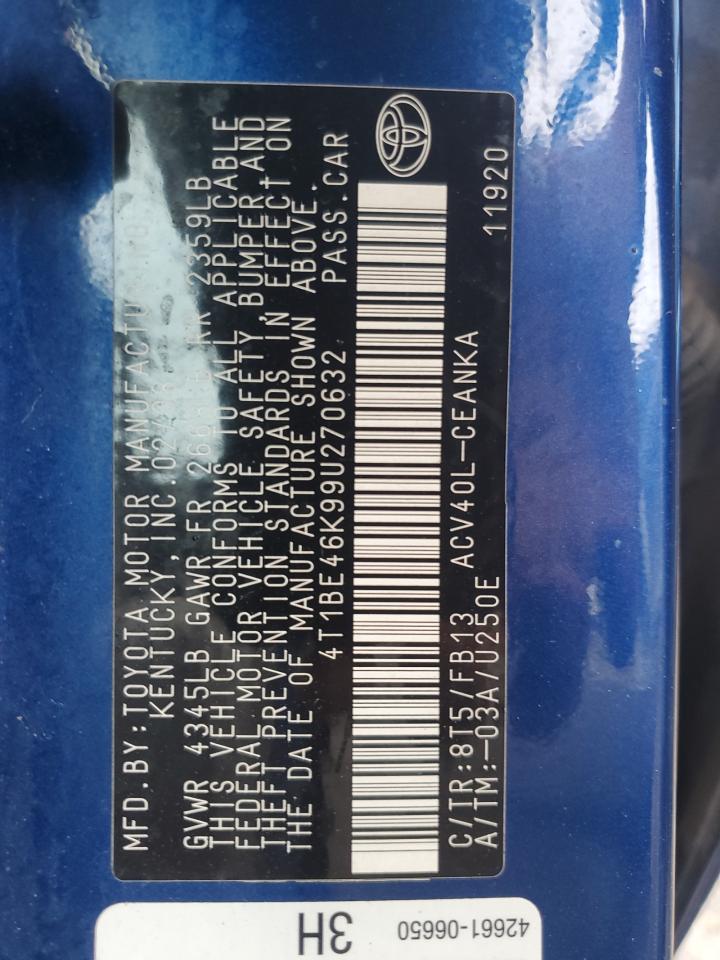 MFD.BY:TOYOTA MOTOR
KENTUCKY, INC.
GVWR 4345LB GAWR FR 2359LB
THIS VEHICLE CONFORMS TO ALL APPLICABLE
FEDERAL MOTOR VEHICLE SAFETY, BUMPER, AND
THEFT PREVENTION STANDARDS IN EFFECT ON
THE DATE OF MANUFACTURE SHOWN ABOVE.
4T1BE46K99U270632 PASS.CAR
C/TR:8T5/FB13 ACV40L-CEANKA
A/TM:-03A/U250E 11920
42661-06650
3H